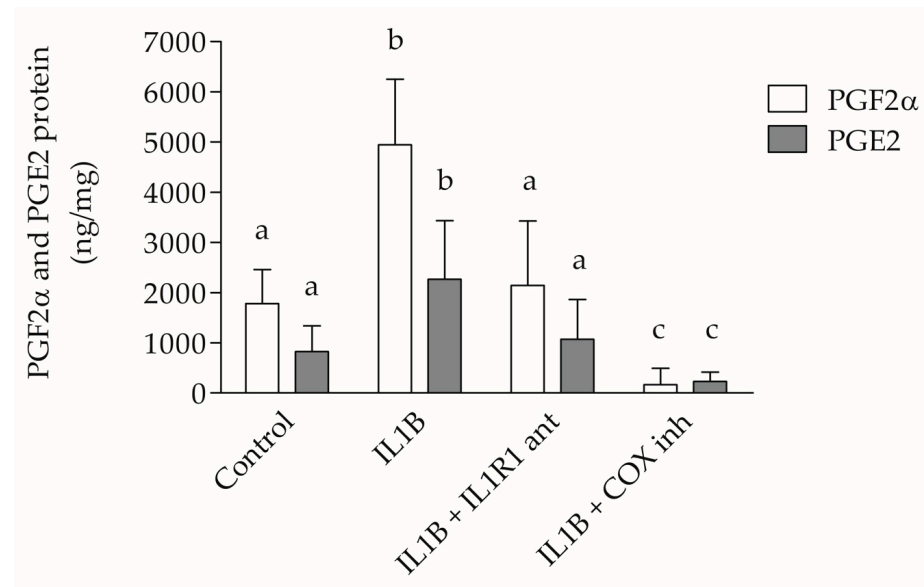 PGF2α and PGE2 protein
(ng/mg)
7000
6000
5000
4000
3000
2000
1000
0
a
a
b
b
a
a
c
c
Control
IL1B
IL1B + IL1R1 ant
IL1B + COX inh
PGF2α
PGE2